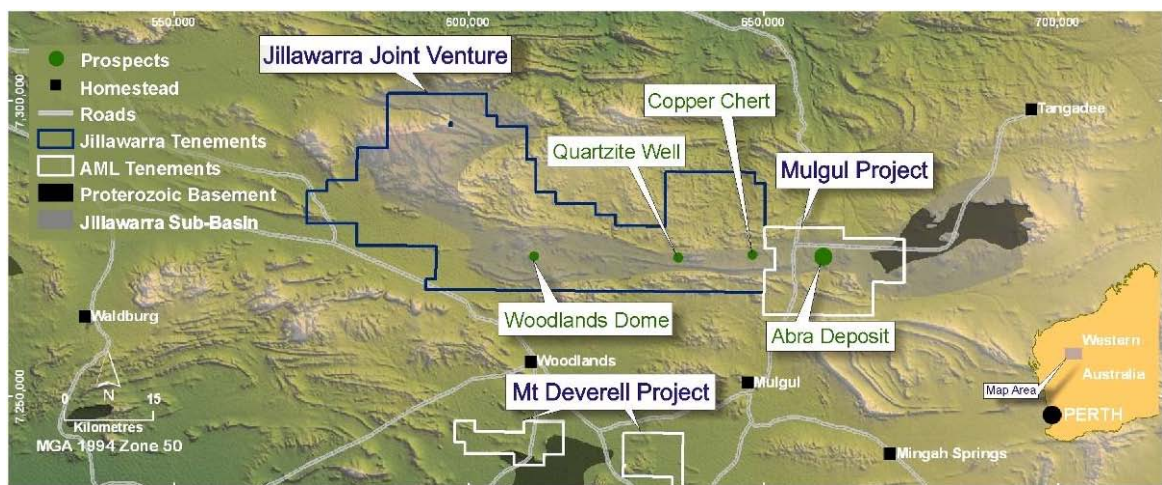 550,000
600,000
650,000
700,000
7,300,000
7,250,000
Prospects
Homestead
Roads
Jillawarra Tenements
AML Tenements
Proterozoic Basement
Jillawarra Sub-Basin
Jillawarra Joint Venture
Copper Chert
Quartzite Well
Mulgul Project
Tangadee
Woodlands Dome
Abra Deposit
Waldburg
Woodlands
Mulgul
Mt Deverell Project
Mingah Springs
N
0 15
Kilometres
MGA 1994 Zone 50
Western
Australia
Map Area
PERTH